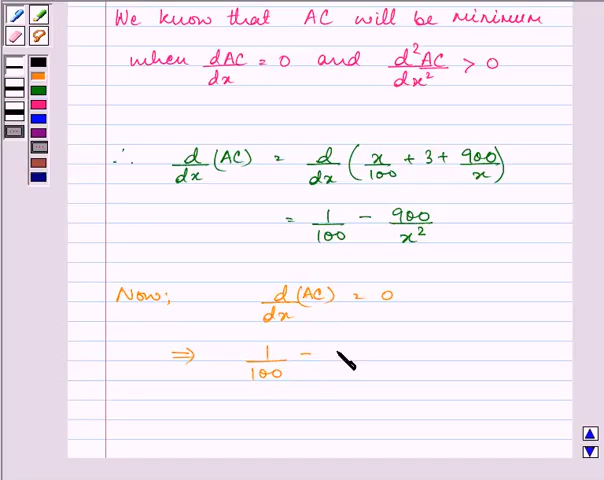 We know that AC will be minimum
when dAC/dx = 0 and d²AC/dx² > 0
∴ d/dx (AC) = d/dx (x/100 + 3 + 900/x)
= 1/100 - 900/x²
Now; d/dx (AC) = 0
⇒ 1/100 -